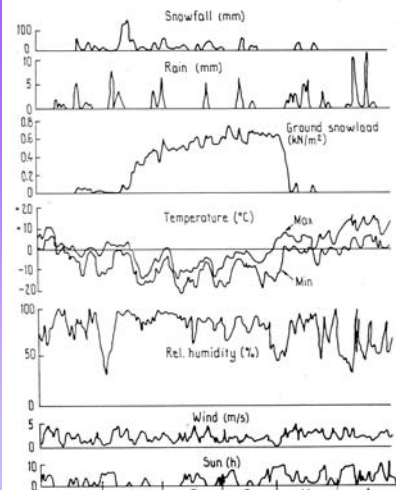 Snowfall (mm)
100
0
Rain (mm)
10
5
0
0.8
Ground snowload
(kN/m²)
0.6
0.4
0.2
0
+20
Temperature (°C)
Max
+10
0
-10
Min
-20
100
50
Rel. humidity (%)
0
Wind (m/s)
5
0
Sun (h)
10
0